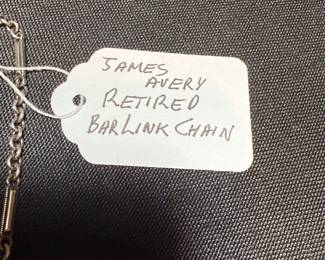 JAMES
AVERY
RETIRED
BAR LINK CHAIN